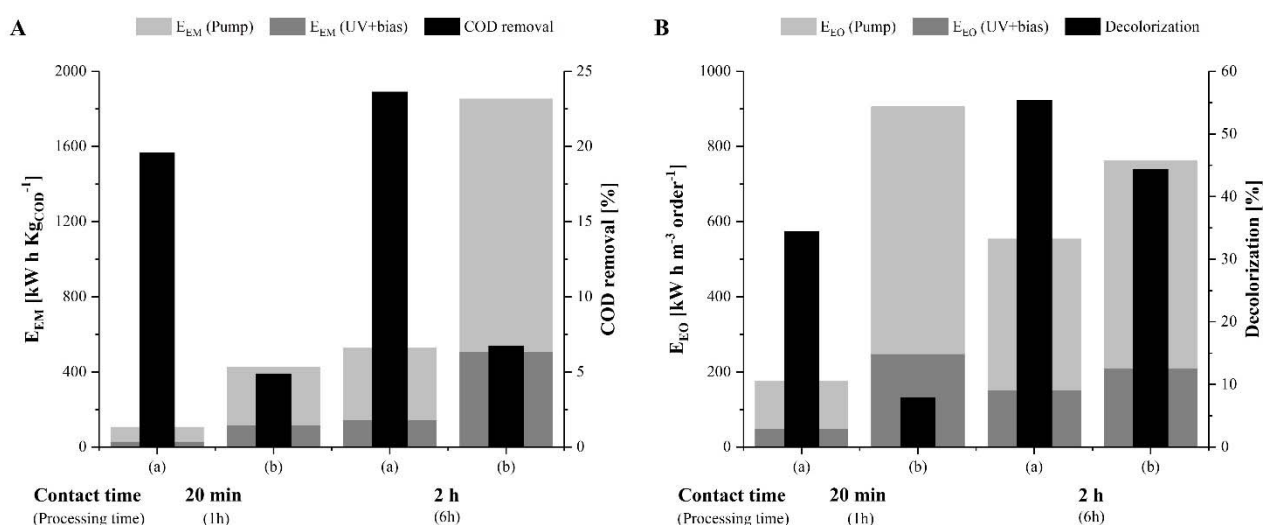 A
E_EM (Pump) E_EM (UV+bias) COD removal
2000
1600
1200
800
400
0
E_EM [kW h Kg_COD^-1]
25
20
15
10
5
0
COD removal [%]
(a) (b) (a) (b)
Contact time 20 min 2 h
(Processing time) (1h) (6h)
B
E_EO (Pump) E_EO (UV+bias) Decolorization
1000
800
600
400
200
0
E_EO [kW h m^-3 order^-1]
60
50
40
30
20
10
0
Decolorization [%]
(a) (b) (a) (b)
Contact time 20 min 2 h
(Processing time) (1h) (6h)